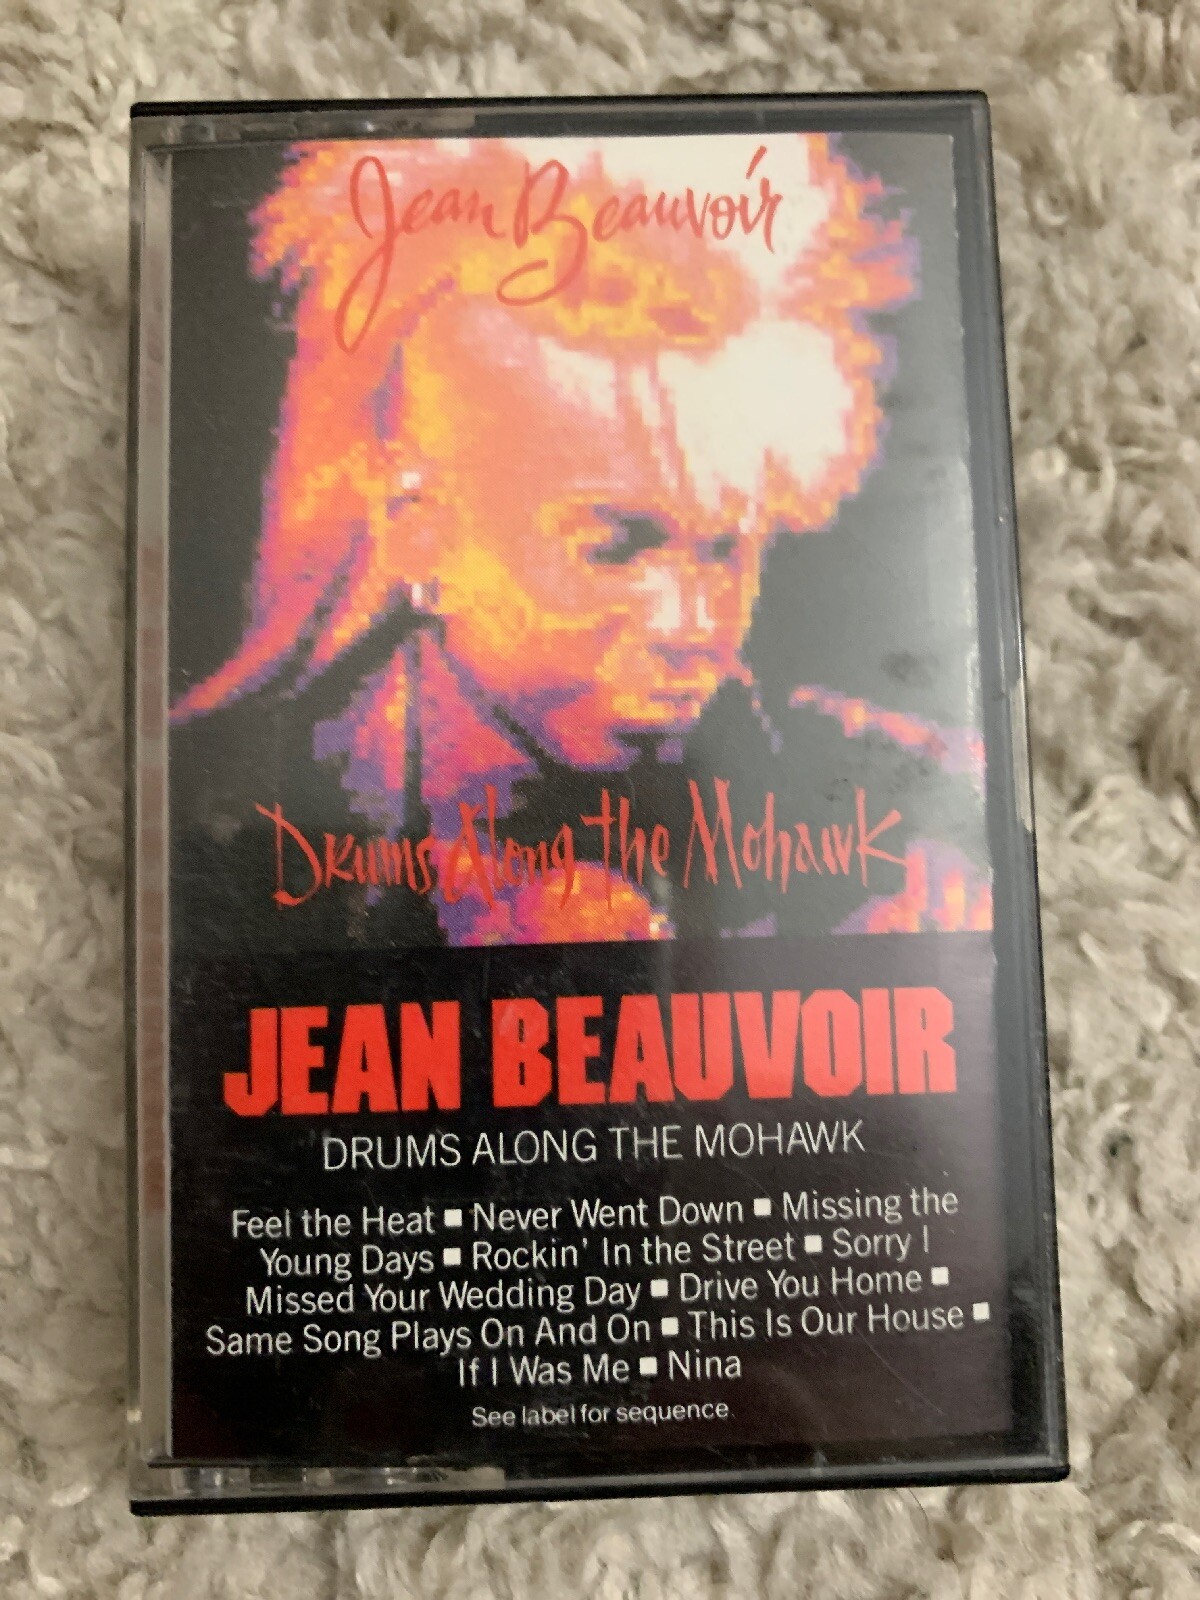 Jean Beauvoir
Drums Along the Mohawk
JEAN BEAUVOIR
DRUMS ALONG THE MOHAWK
Feel the Heat ■ Never Went Down ■ Missing the
Young Days ■ Rockin' In the Street ■ Sorry I
Missed Your Wedding Day ■ Drive You Home ■
Same Song Plays On And On ■ This Is Our House ■
If I Was Me ■ Nina
See label for sequence.